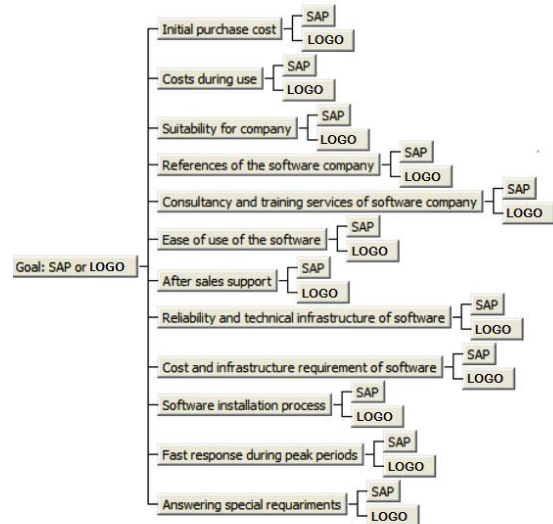 Initial purchase cost
SAP
LOGO
Costs during use
SAP
LOGO
Suitability for company
SAP
LOGO
References of the software company
SAP
LOGO
Consultancy and training services of software company
SAP
LOGO
Ease of use of the software
SAP
LOGO
Goal: SAP or LOGO
After sales support
SAP
LOGO
Reliability and technical infrastructure of software
SAP
LOGO
Cost and infrastructure requirement of software
SAP
LOGO
Software installation process
SAP
LOGO
Fast response during peak periods
SAP
LOGO
Answering special requariments
SAP
LOGO